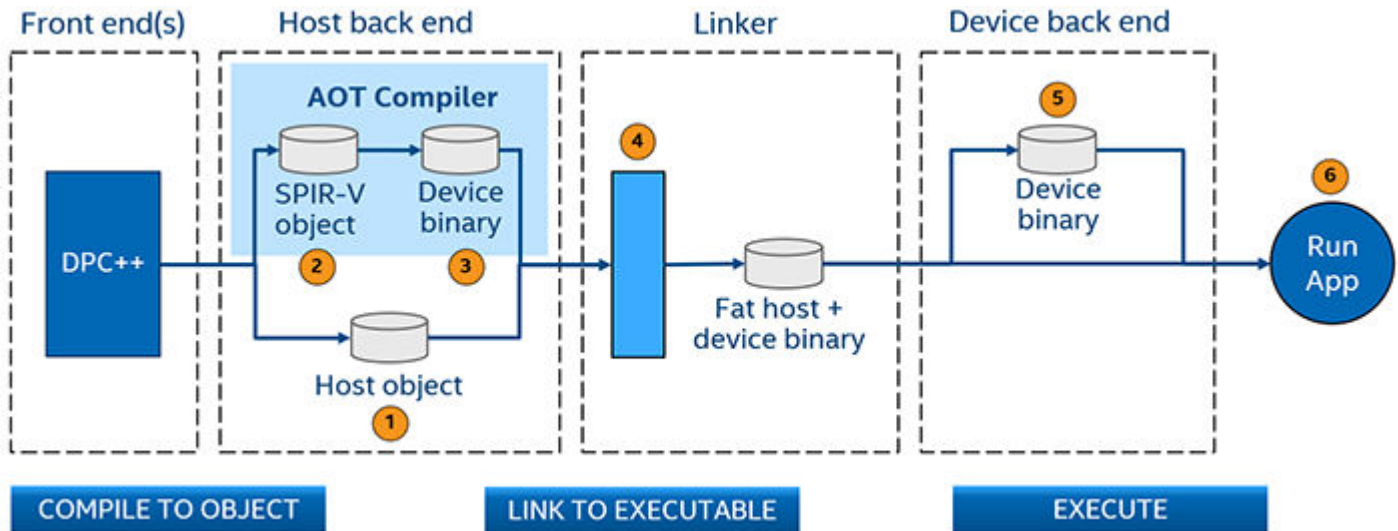 Front end(s)
Host back end
Linker
Device back end
AOT Compiler
SPIR-V
object
2
Device
binary
3
DPC++
Host object
1
4
Fat host +
device binary
5
Device
binary
6
Run
App
COMPILE TO OBJECT
LINK TO EXECUTABLE
EXECUTE